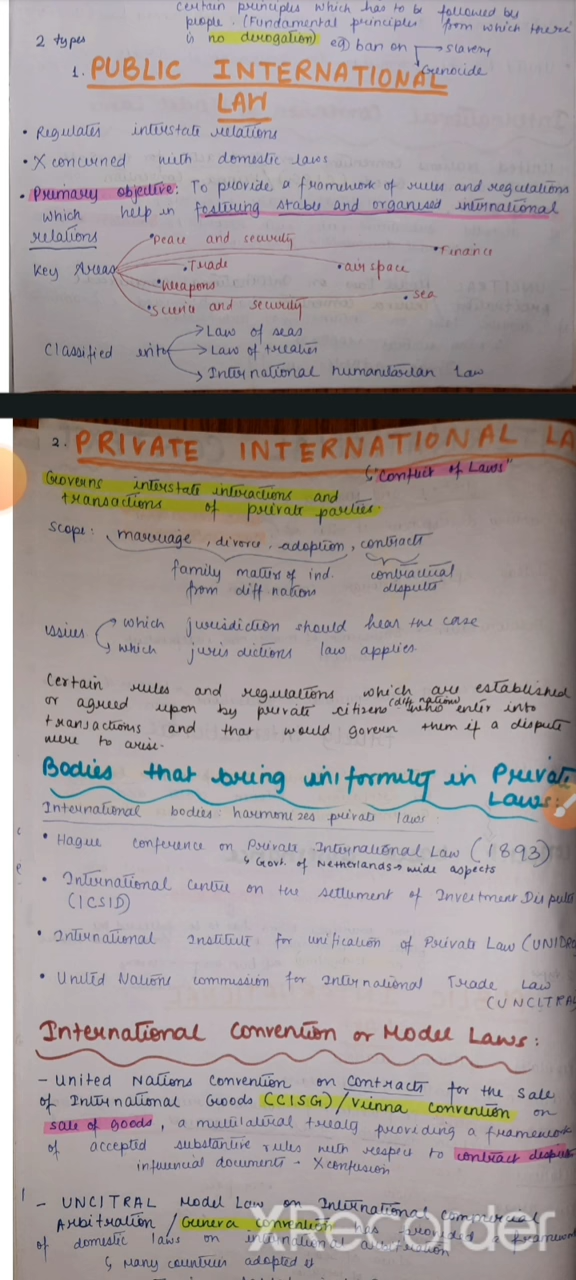 certain principles which has to be followed by
people. (Fundamental principles from which there
is no derogation) eg) ban on → slavery
2 types
Genocide
1. PUBLIC INTERNATIONAL
LAW
• Regulates interstate relations
• X concerned with domestic laws
• Primary objective: To provide a framework of rules and regulations
which help in fostering stable and organised international
relations
• Peace and security
• Finance
Key Areas
• Trade
• air space
• Weapons
• sea
• Science and security
→ Law of seas
Classified into → Law of treaties
→ International humanitarian Law
2. PRIVATE INTERNATIONAL LA
↳ "Conflict of Laws"
Governs interstate interactions and
transactions of private parties.
Scope: marriage, divorce, adoption, contracts
family matters of ind. contractual
from diff nations disputes
issues → which jurisdiction should hear the case
→ which jurisdictions law applies.
Certain rules and regulations which are established
or agreed upon by private citizens (diff nations) who enter into
transactions and that would govern them if a dispute
were to arise.
Bodies that bring uniformity in Private
Laws:
International bodies: harmonizes private laws:
• Hague conference on Private International Law (1893)
↳ Govt. of Netherlands → wide aspects
• International Centre on the settlement of Investment Dispute
(ICSID)
• International Institute for unification of Private Law (UNIDRO
• United Nations commission for International Trade Law
(UNCITRA
International Convention or Model Laws:
- United Nations Convention on contracts for the sale
of International Goods (CCISG) / Vienna convention on
sale of goods, a multilateral treaty providing a framework
of accepted substantive rules with respect to contract dispute
influencial documents - X confusion
- UNCITRAL Model Law on International commercial
Arbitration / Geneva convention has provided a framework
of domestic laws on international arbitration
↳ Many countries adopted it
XRecorder